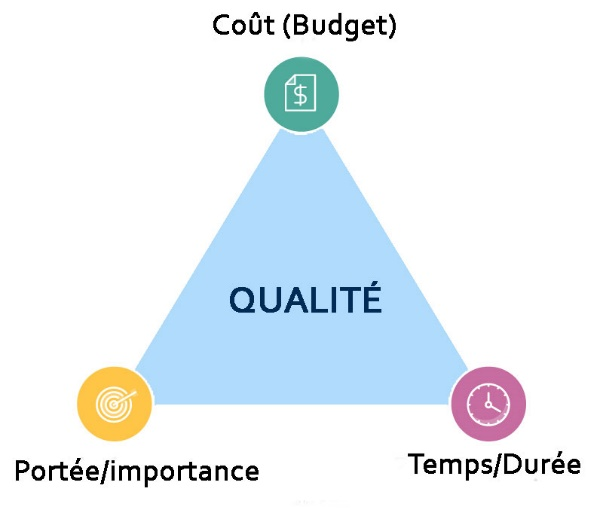 Coût (Budget)
$
QUALITÉ
Portée/importance
Temps/Durée